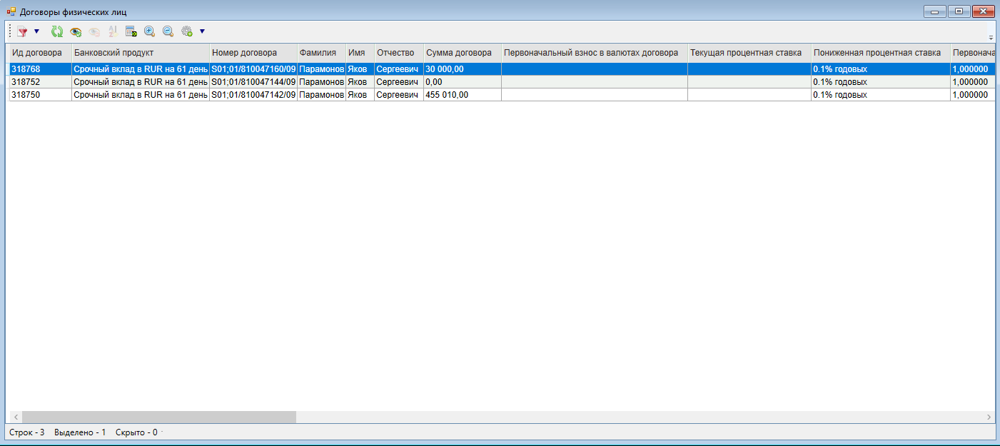 Договоры физических лиц
Ид договора Банковский продукт Номер договора Фамилия Имя Отчество Сумма договора Первоначальный взнос в валютах договора Текущая процентная ставка Пониженная процентная ставка Первонача
318768 Срочный вклад в RUR на 61 день S01;01/810047160/09 Парамонов Яков Сергеевич 30 000,00 0.1% годовых 1,000000
318752 Срочный вклад в RUR на 61 день S01;01/810047144/09 Парамонов Яков Сергеевич 0,00 0.1% годовых 1,000000
318750 Срочный вклад в RUR на 61 день S01;01/810047142/09 Парамонов Яков Сергеевич 455 010,00 0.1% годовых 1,000000
Строк - 3 Выделено - 1 Скрыто - 0